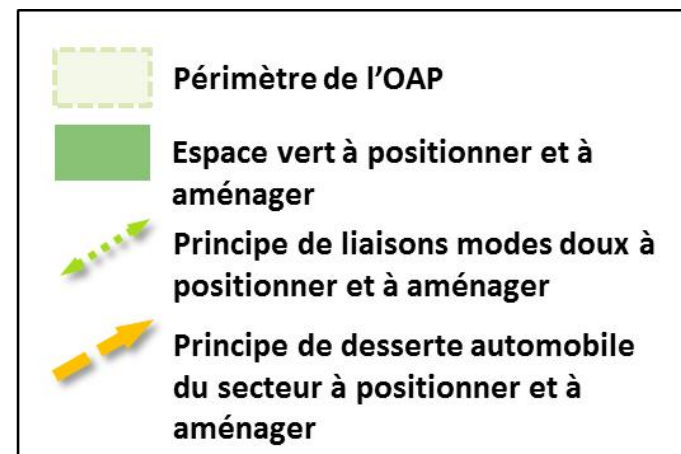 Périmètre de l'OAP
Espace vert à positionner et à
aménager
Principe de liaisons modes doux à
positionner et à aménager
Principe de desserte automobile
du secteur à positionner et à
aménager